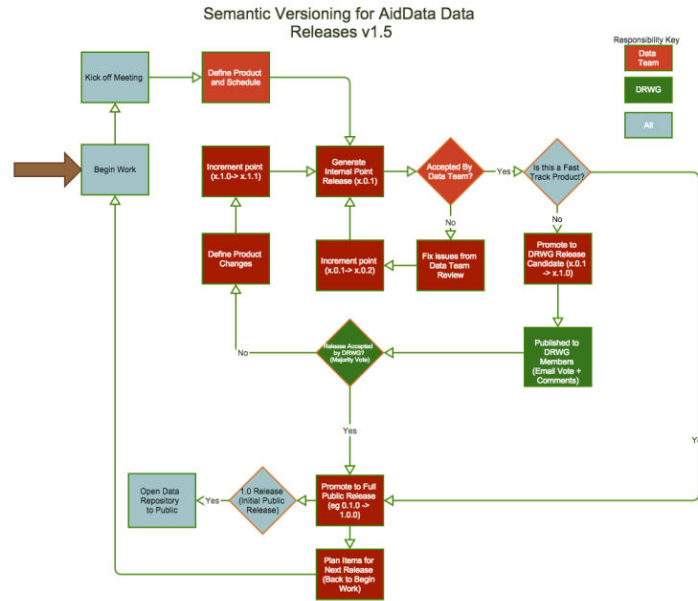 Semantic Versioning for AidData Data
Releases v1.5
Responsibility Key
Data
Team
DRWG
All
Kick off Meeting
Define Product
and Schedule
Begin Work
Increment point
(x.1.0-> x.1.1)
Generate
Internal Point
Release (x.0.1)
Accepted By
Data Team?
Yes
Is this a Fast
Track Product?
No
No
Define Product
Changes
Increment point
(x.0.1-> x.0.2)
Fix issues from
Data Team
Review
Promote to
DRWG Release
Candidate (x.0.1
-> x.1.0)
No
Release Accepted
by DRWG?
(Majority Vote)
Published to
DRWG
Members
(Email Vote +
Comments)
Yes
Open Data
Repository
to Public
Yes
1.0 Release
(Initial Public
Release)
Promote to Full
Public Release
(eg 0.1.0 ->
1.0.0)
Plan Items for
Next Release
(Back to Begin
Work)